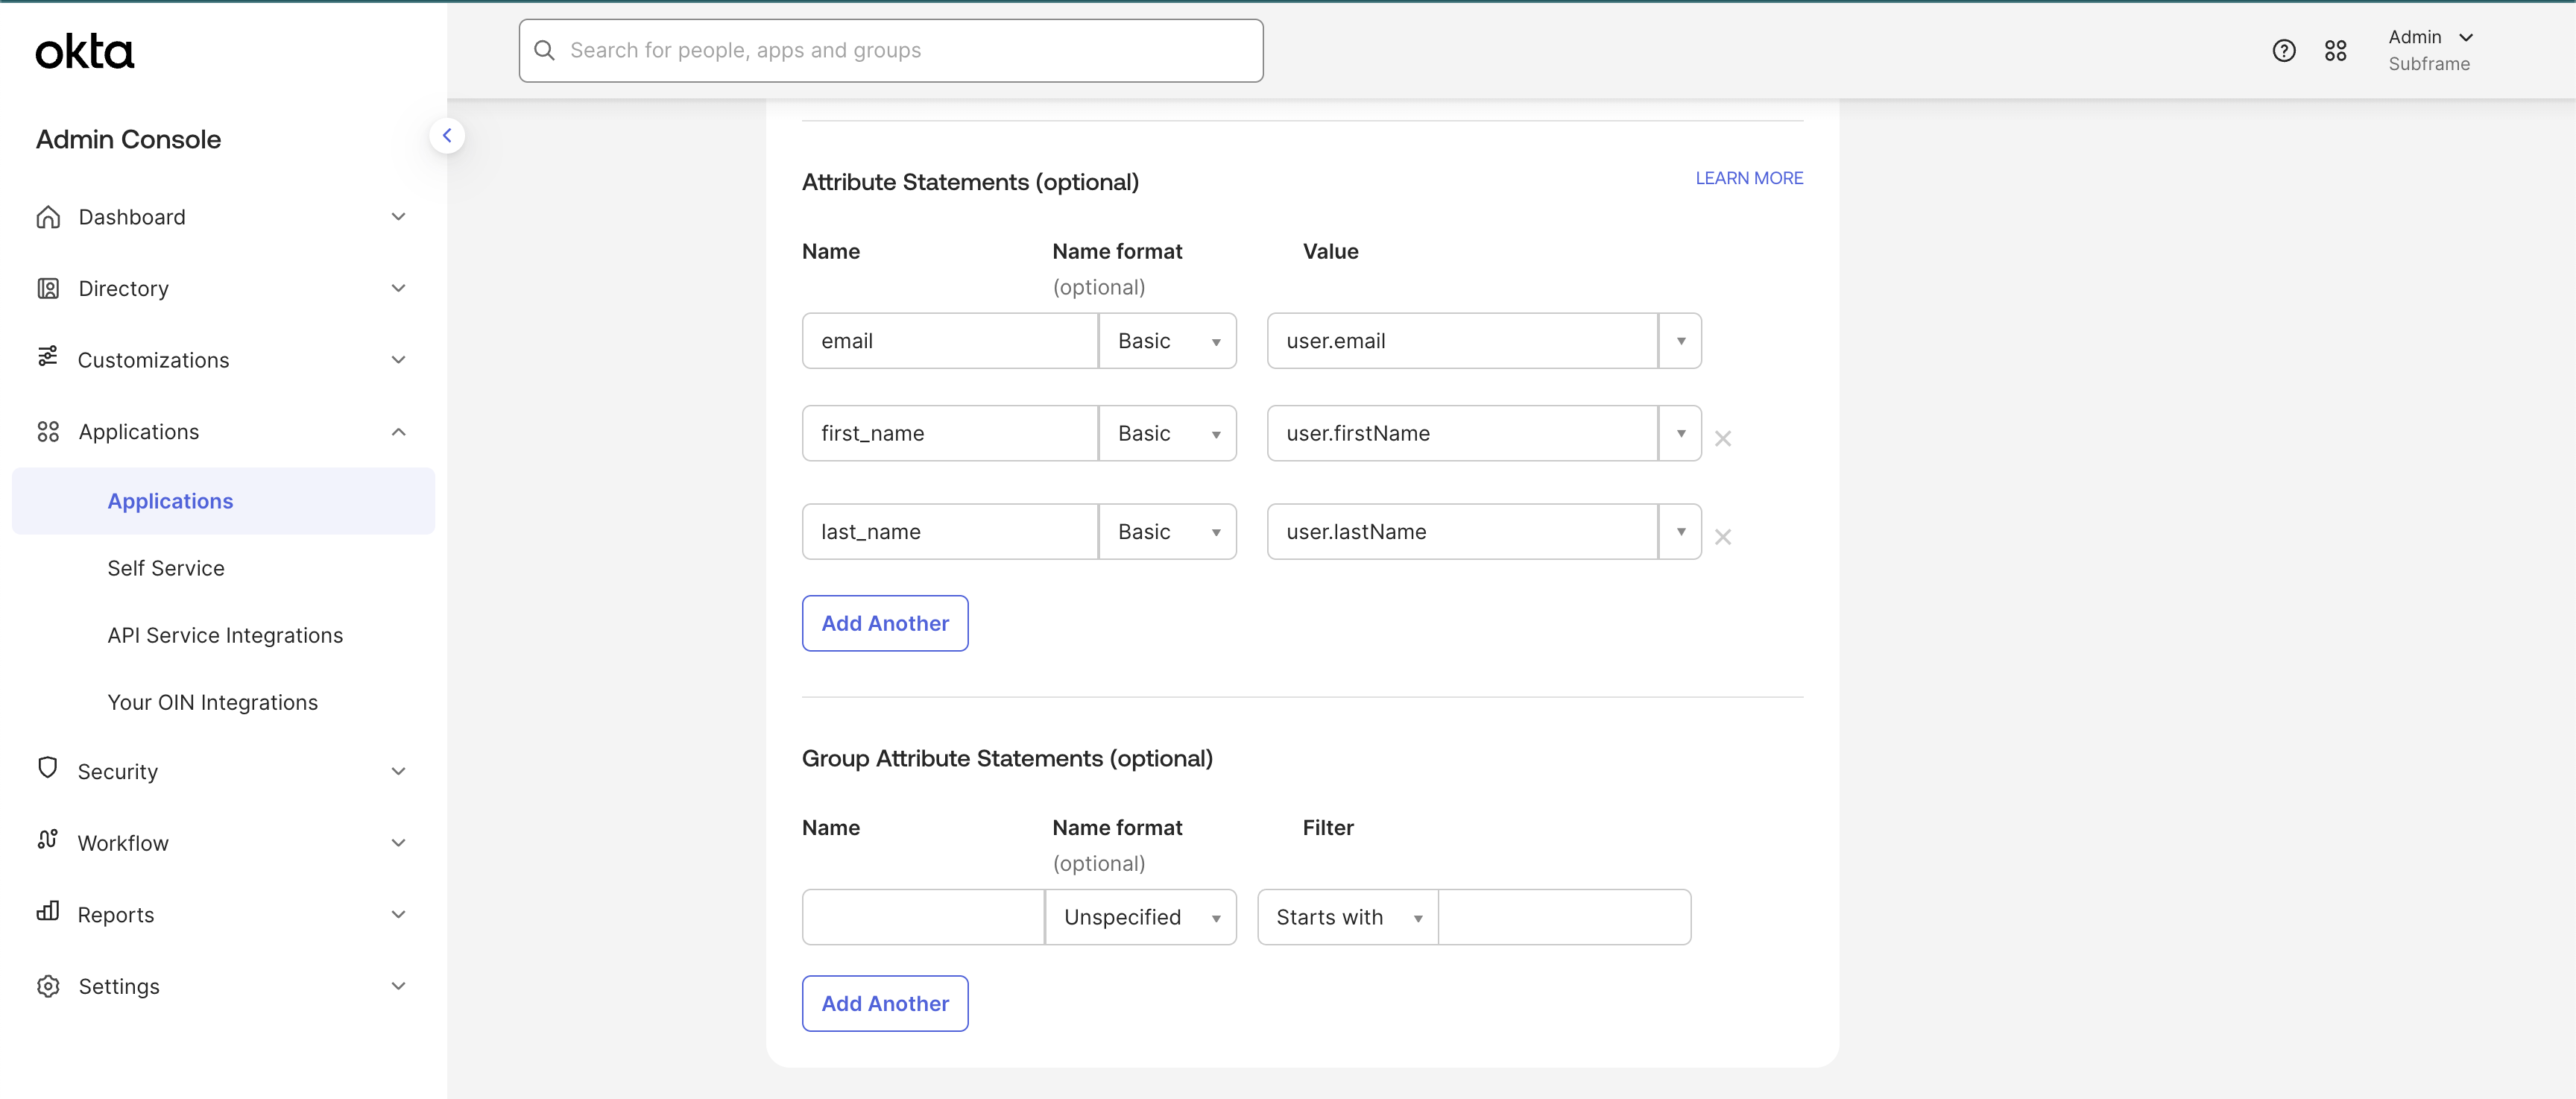 okta
Search for people, apps and groups
Admin
Subframe
Admin Console
Dashboard
Directory
Customizations
Applications
Applications
Self Service
API Service Integrations
Your OIN Integrations
Security
Workflow
Reports
Settings
Attribute Statements (optional)
LEARN MORE
Name Name format Value
(optional)
email Basic user.email
first_name Basic user.firstName
last_name Basic user.lastName
Add Another
Group Attribute Statements (optional)
Name Name format Filter
(optional)
Unspecified Starts with
Add Another